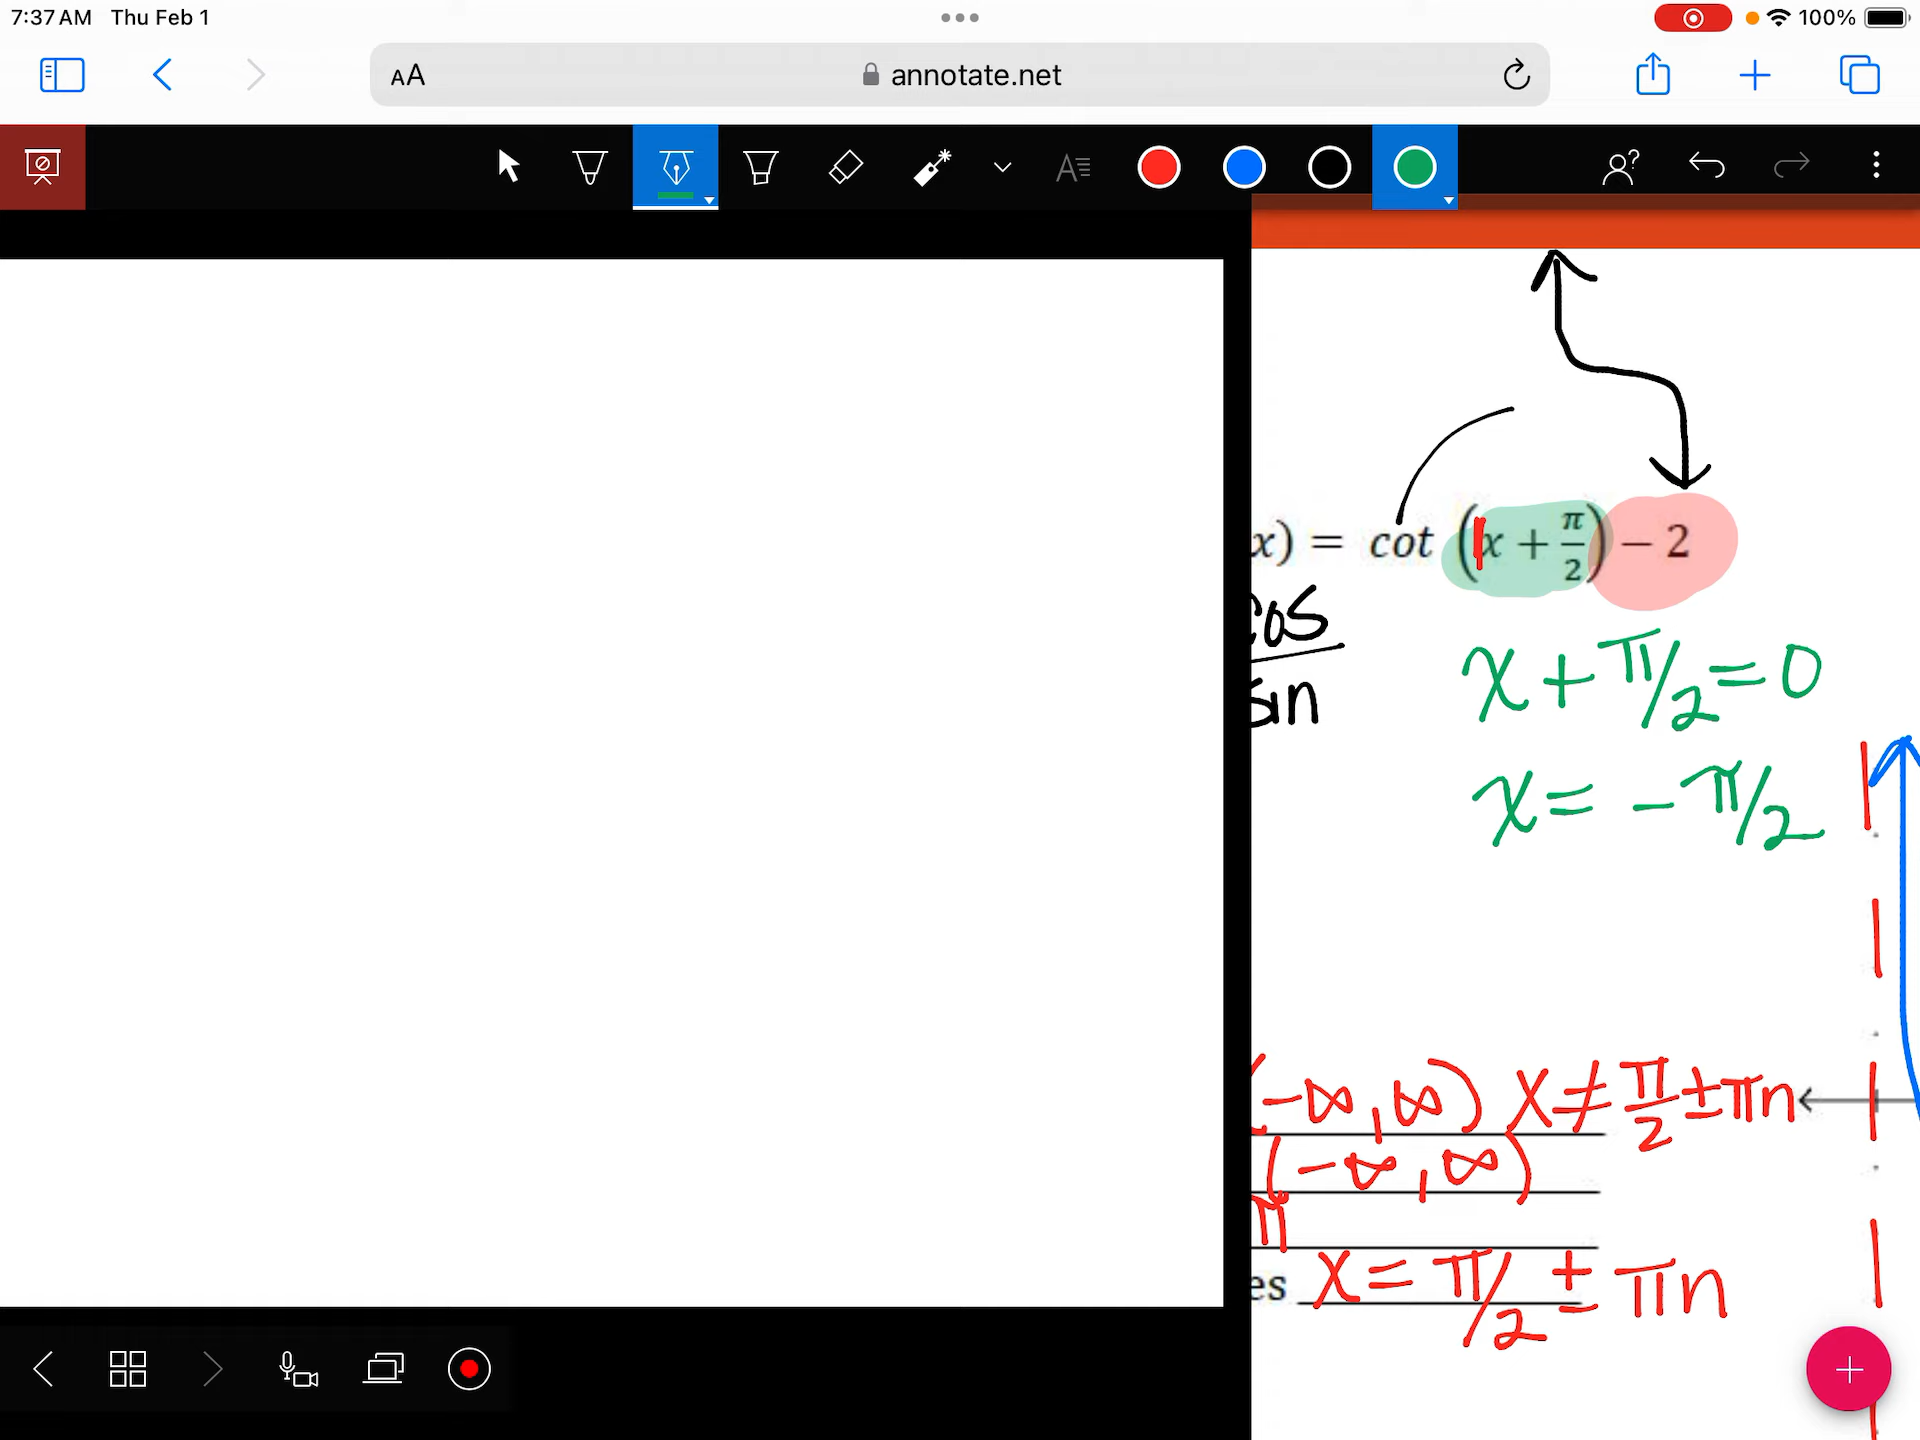 7:37 AM Thu Feb 1
100%
AA annotate.net
x) = cot (x + π/2) − 2
cos
sin
x + π/2 = 0
x = - π/2
(-∞, ∞) x ≠ π/2 ± πn
(-∞, ∞)
π
es x = π/2 ± πn